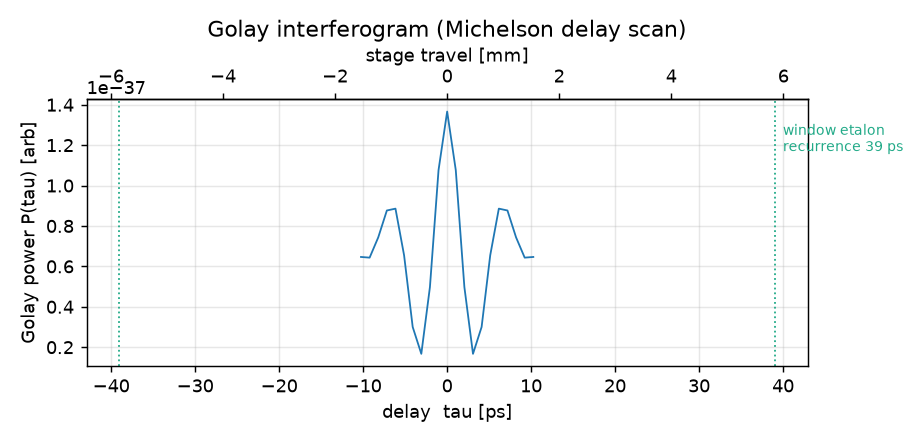 Golay interferogram (Michelson delay scan)
stage travel [mm]
−6 −4 −2 0 2 4 6
1e−37
1.4
1.2
1.0
0.8
0.6
0.4
0.2
Golay power P(tau) [arb]
window etalon
recurrence 39 ps
−40 −30 −20 −10 0 10 20 30 40
delay  tau [ps]